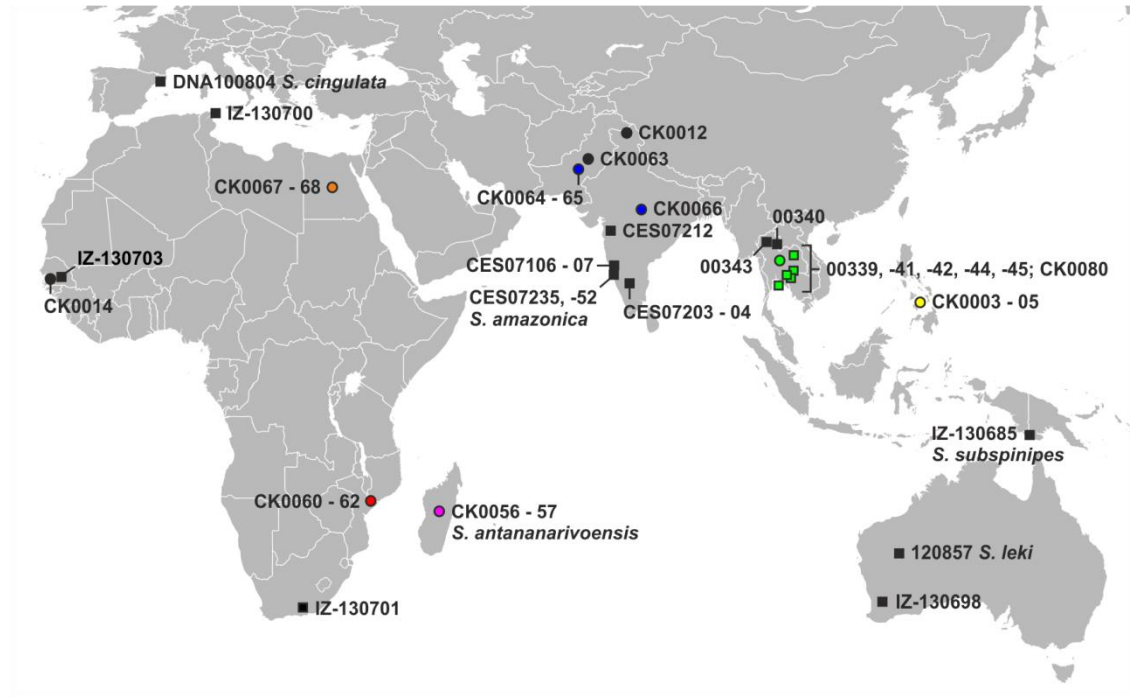 DNA100804 S. cingulata
IZ-130700
CK0012
CK0063
CK0067 - 68
CK0064 - 65
CK0066
00340
CES07212
IZ-130703
CES07106 - 07
00343
00339, -41, -42, -44, -45; CK0080
CK0014
CES07235, -52
S. amazonica
CES07203 - 04
CK0003 - 05
IZ-130685
S. subspinipes
CK0060 - 62
CK0056 - 57
S. antananarivoensis
120857 S. leki
IZ-130701
IZ-130698